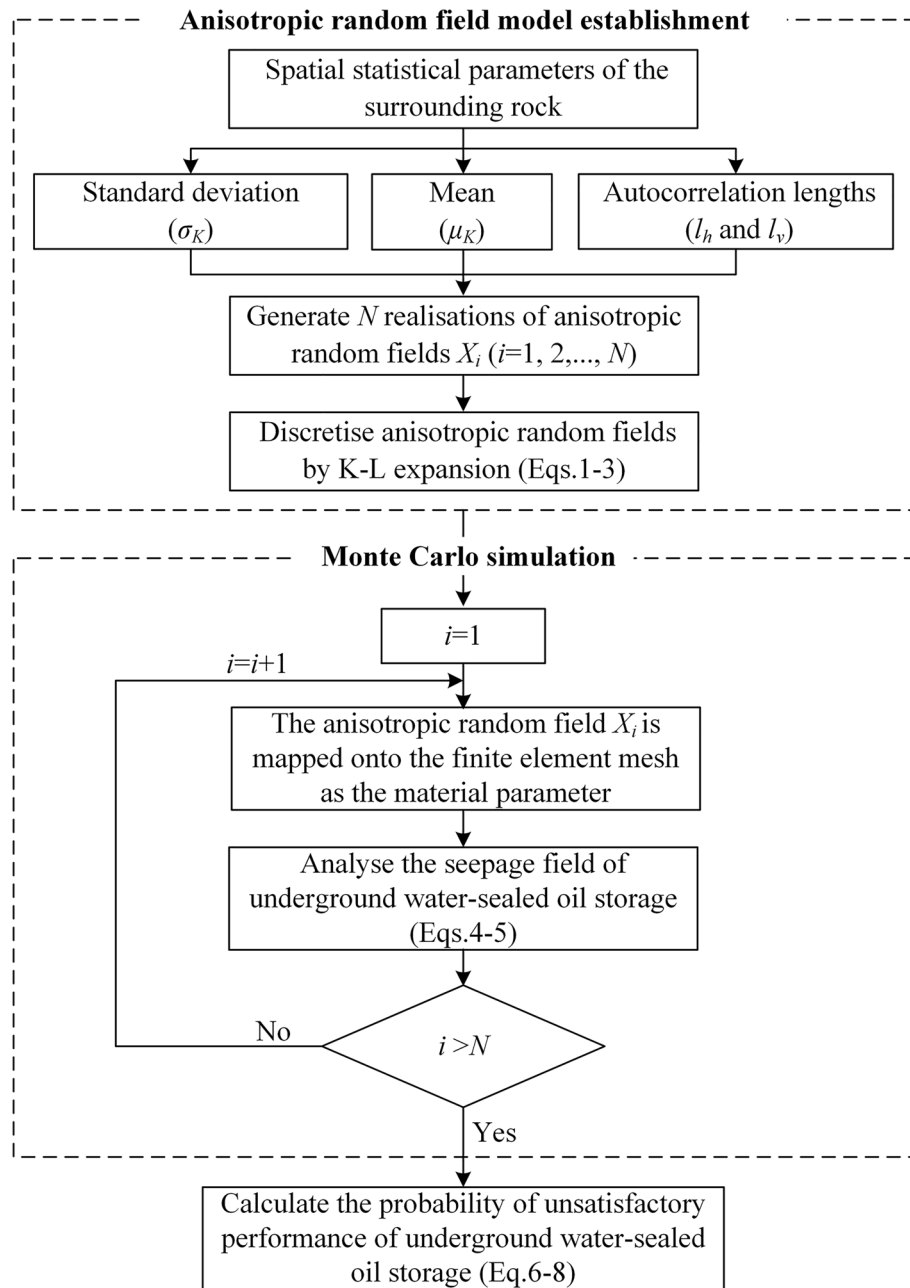 Anisotropic random field model establishment
Spatial statistical parameters of the
surrounding rock
Standard deviation
(σK)
Mean
(μK)
Autocorrelation lengths
(lh and lv)
Generate N realisations of anisotropic
random fields Xi (i=1, 2,..., N)
Discretise anisotropic random fields
by K-L expansion (Eqs.1-3)
Monte Carlo simulation
i=1
i=i+1
The anisotropic random field Xi is
mapped onto the finite element mesh
as the material parameter
Analyse the seepage field of
underground water-sealed oil storage
(Eqs.4-5)
No
i >N
Yes
Calculate the probability of unsatisfactory
performance of underground water-sealed
oil storage (Eq.6-8)